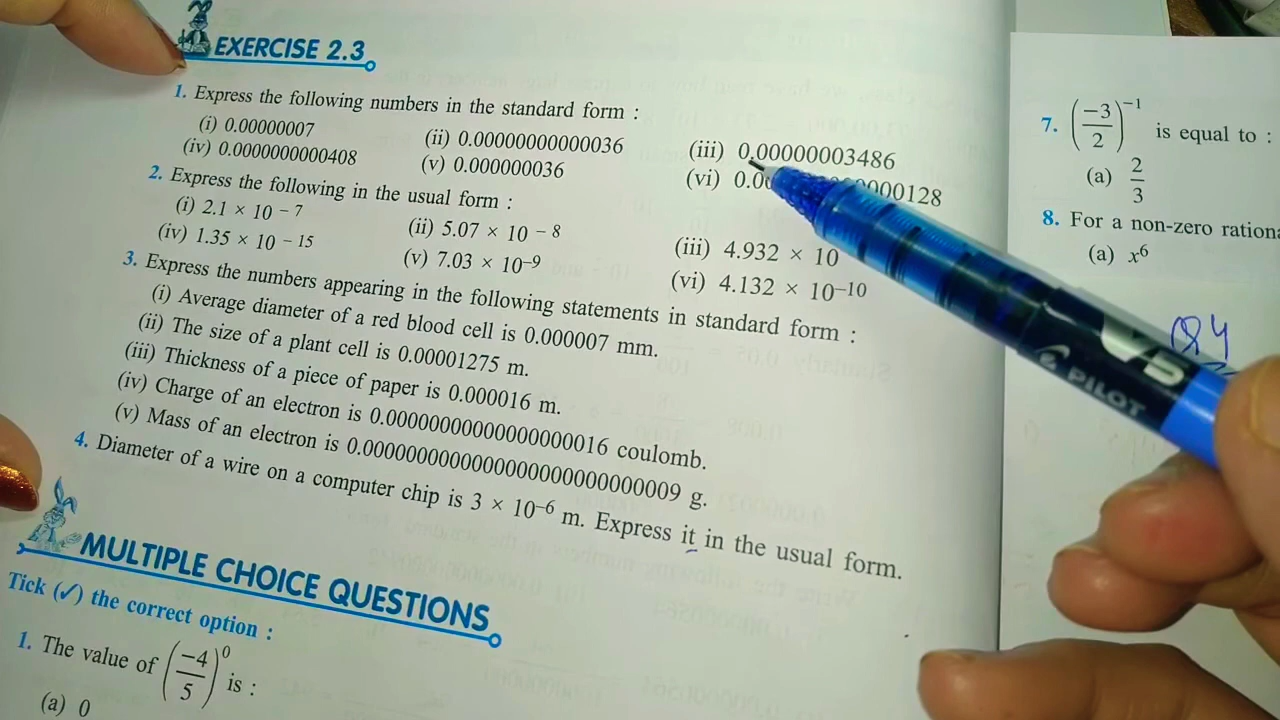 EXERCISE 2.3
1. Express the following numbers in the standard form :
(i) 0.00000007 (ii) 0.00000000000036 (iii) 0.00000003486
(iv) 0.0000000000408 (v) 0.000000036 (vi)
2. Express the following in the usual form :
(i) 2.1 × 10 – 7 (ii) 5.07 × 10 – 8 (iii) 4.932 × 10
(iv) 1.35 × 10 – 15 (v) 7.03 × 10⁻⁹ (vi) 4.132 × 10⁻¹⁰
3. Express the numbers appearing in the following statements in standard form :
(i) Average diameter of a red blood cell is 0.000007 mm.
(ii) The size of a plant cell is 0.00001275 m.
(iii) Thickness of a piece of paper is 0.000016 m.
(iv) Charge of an electron is coulomb.
(v) Mass of an electron is g.
4. Diameter of a wire on a computer chip is 3 × 10⁻⁶ m. Express it in the usual form.
MULTIPLE CHOICE QUESTIONS
Tick (✓) the correct option :
1. The value of (−4/5)⁰ is :
(a) 0
7. (−3/2)⁻¹ is equal to :
(a) 2/3
8. For a non-zero
(a) x⁶
Q4
V5
PILOT